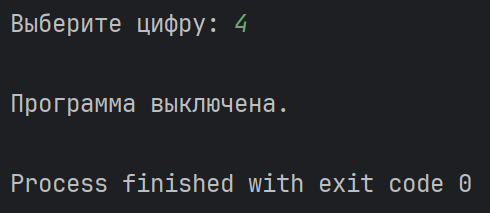 Выберите цифру: 4
Программа выключена.
Process finished with exit code 0